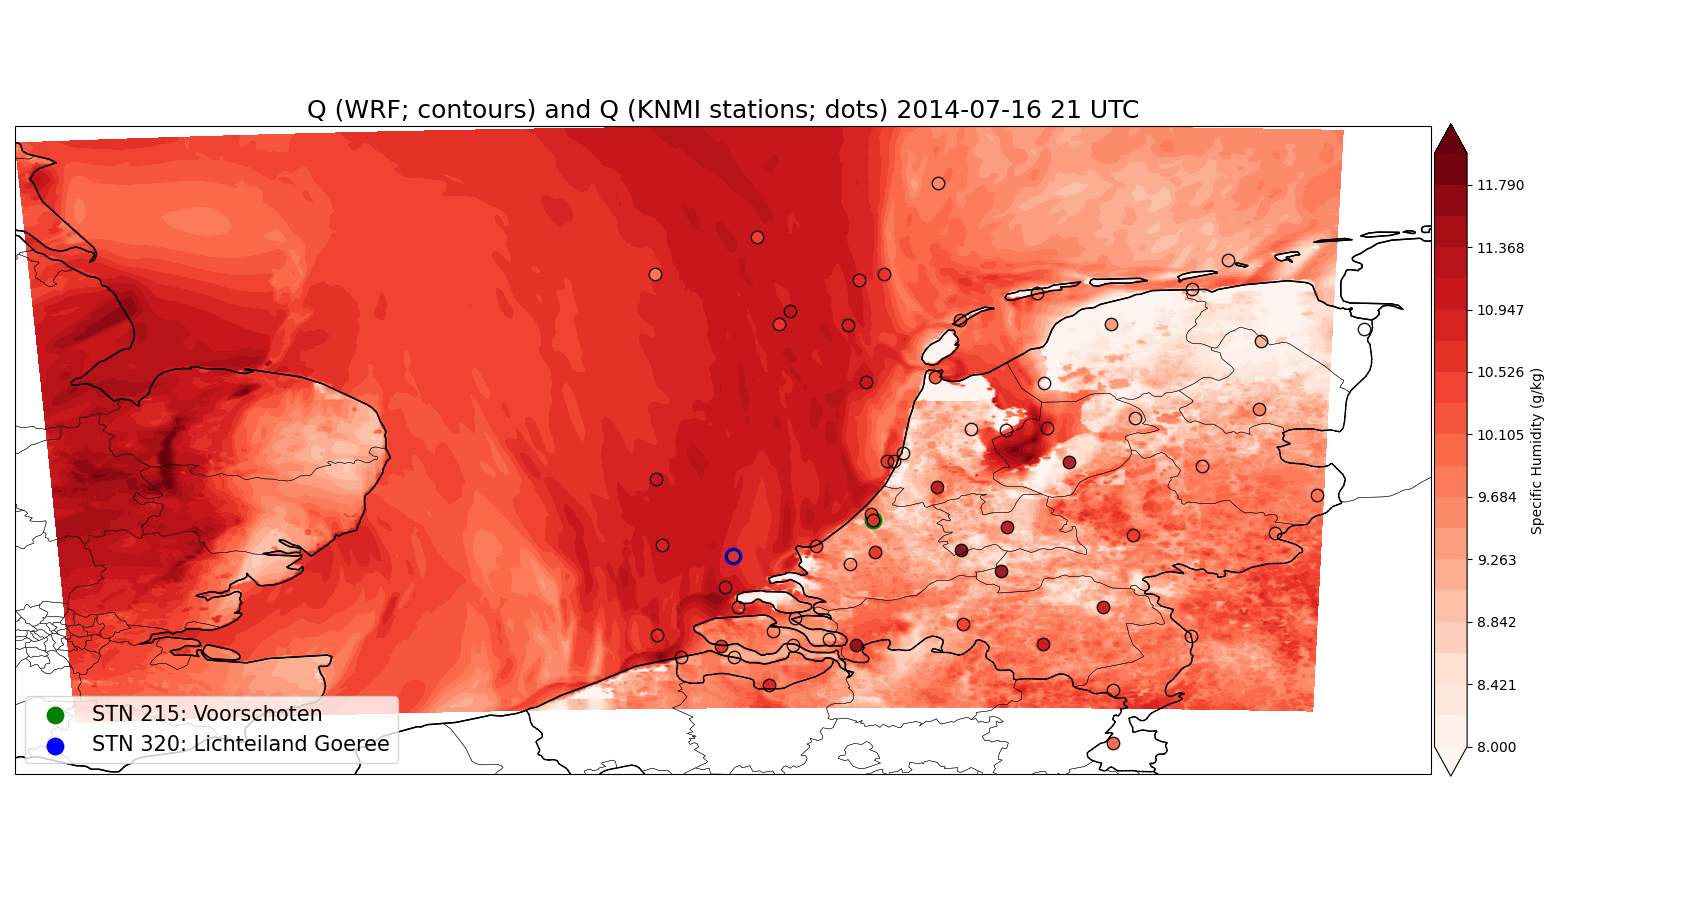 Q (WRF; contours) and Q (KNMI stations; dots) 2014-07-16 21 UTC
11.790
11.368
10.947
10.526
10.105
9.684
9.263
8.842
8.421
8.000
Specific Humidity (g/kg)
STN 215: Voorschoten
STN 320: Lichteiland Goeree